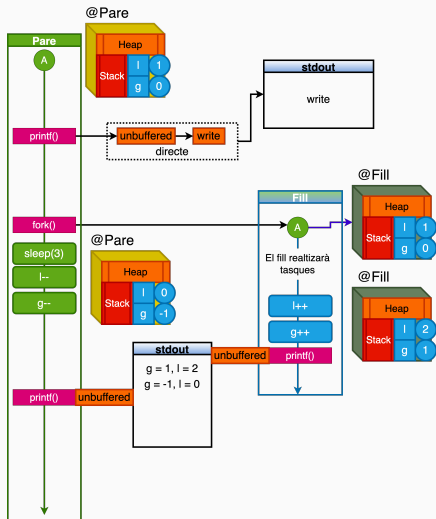 @Pare
Pare
A
Heap
Stack
l 1
g 0
stdout
write
printf()
unbuffered
write
directe
@Fill
Fill
fork()
A
Heap
Stack
l 1
g 0
sleep(3)
l--
g--
@Pare
Heap
Stack
l 0
g -1
El fill realtizarà
tasques
@Fill
Heap
Stack
l 2
g 1
l++
g++
stdout
unbuffered
printf()
g = 1, l = 2
g = -1, l = 0
printf()
unbuffered